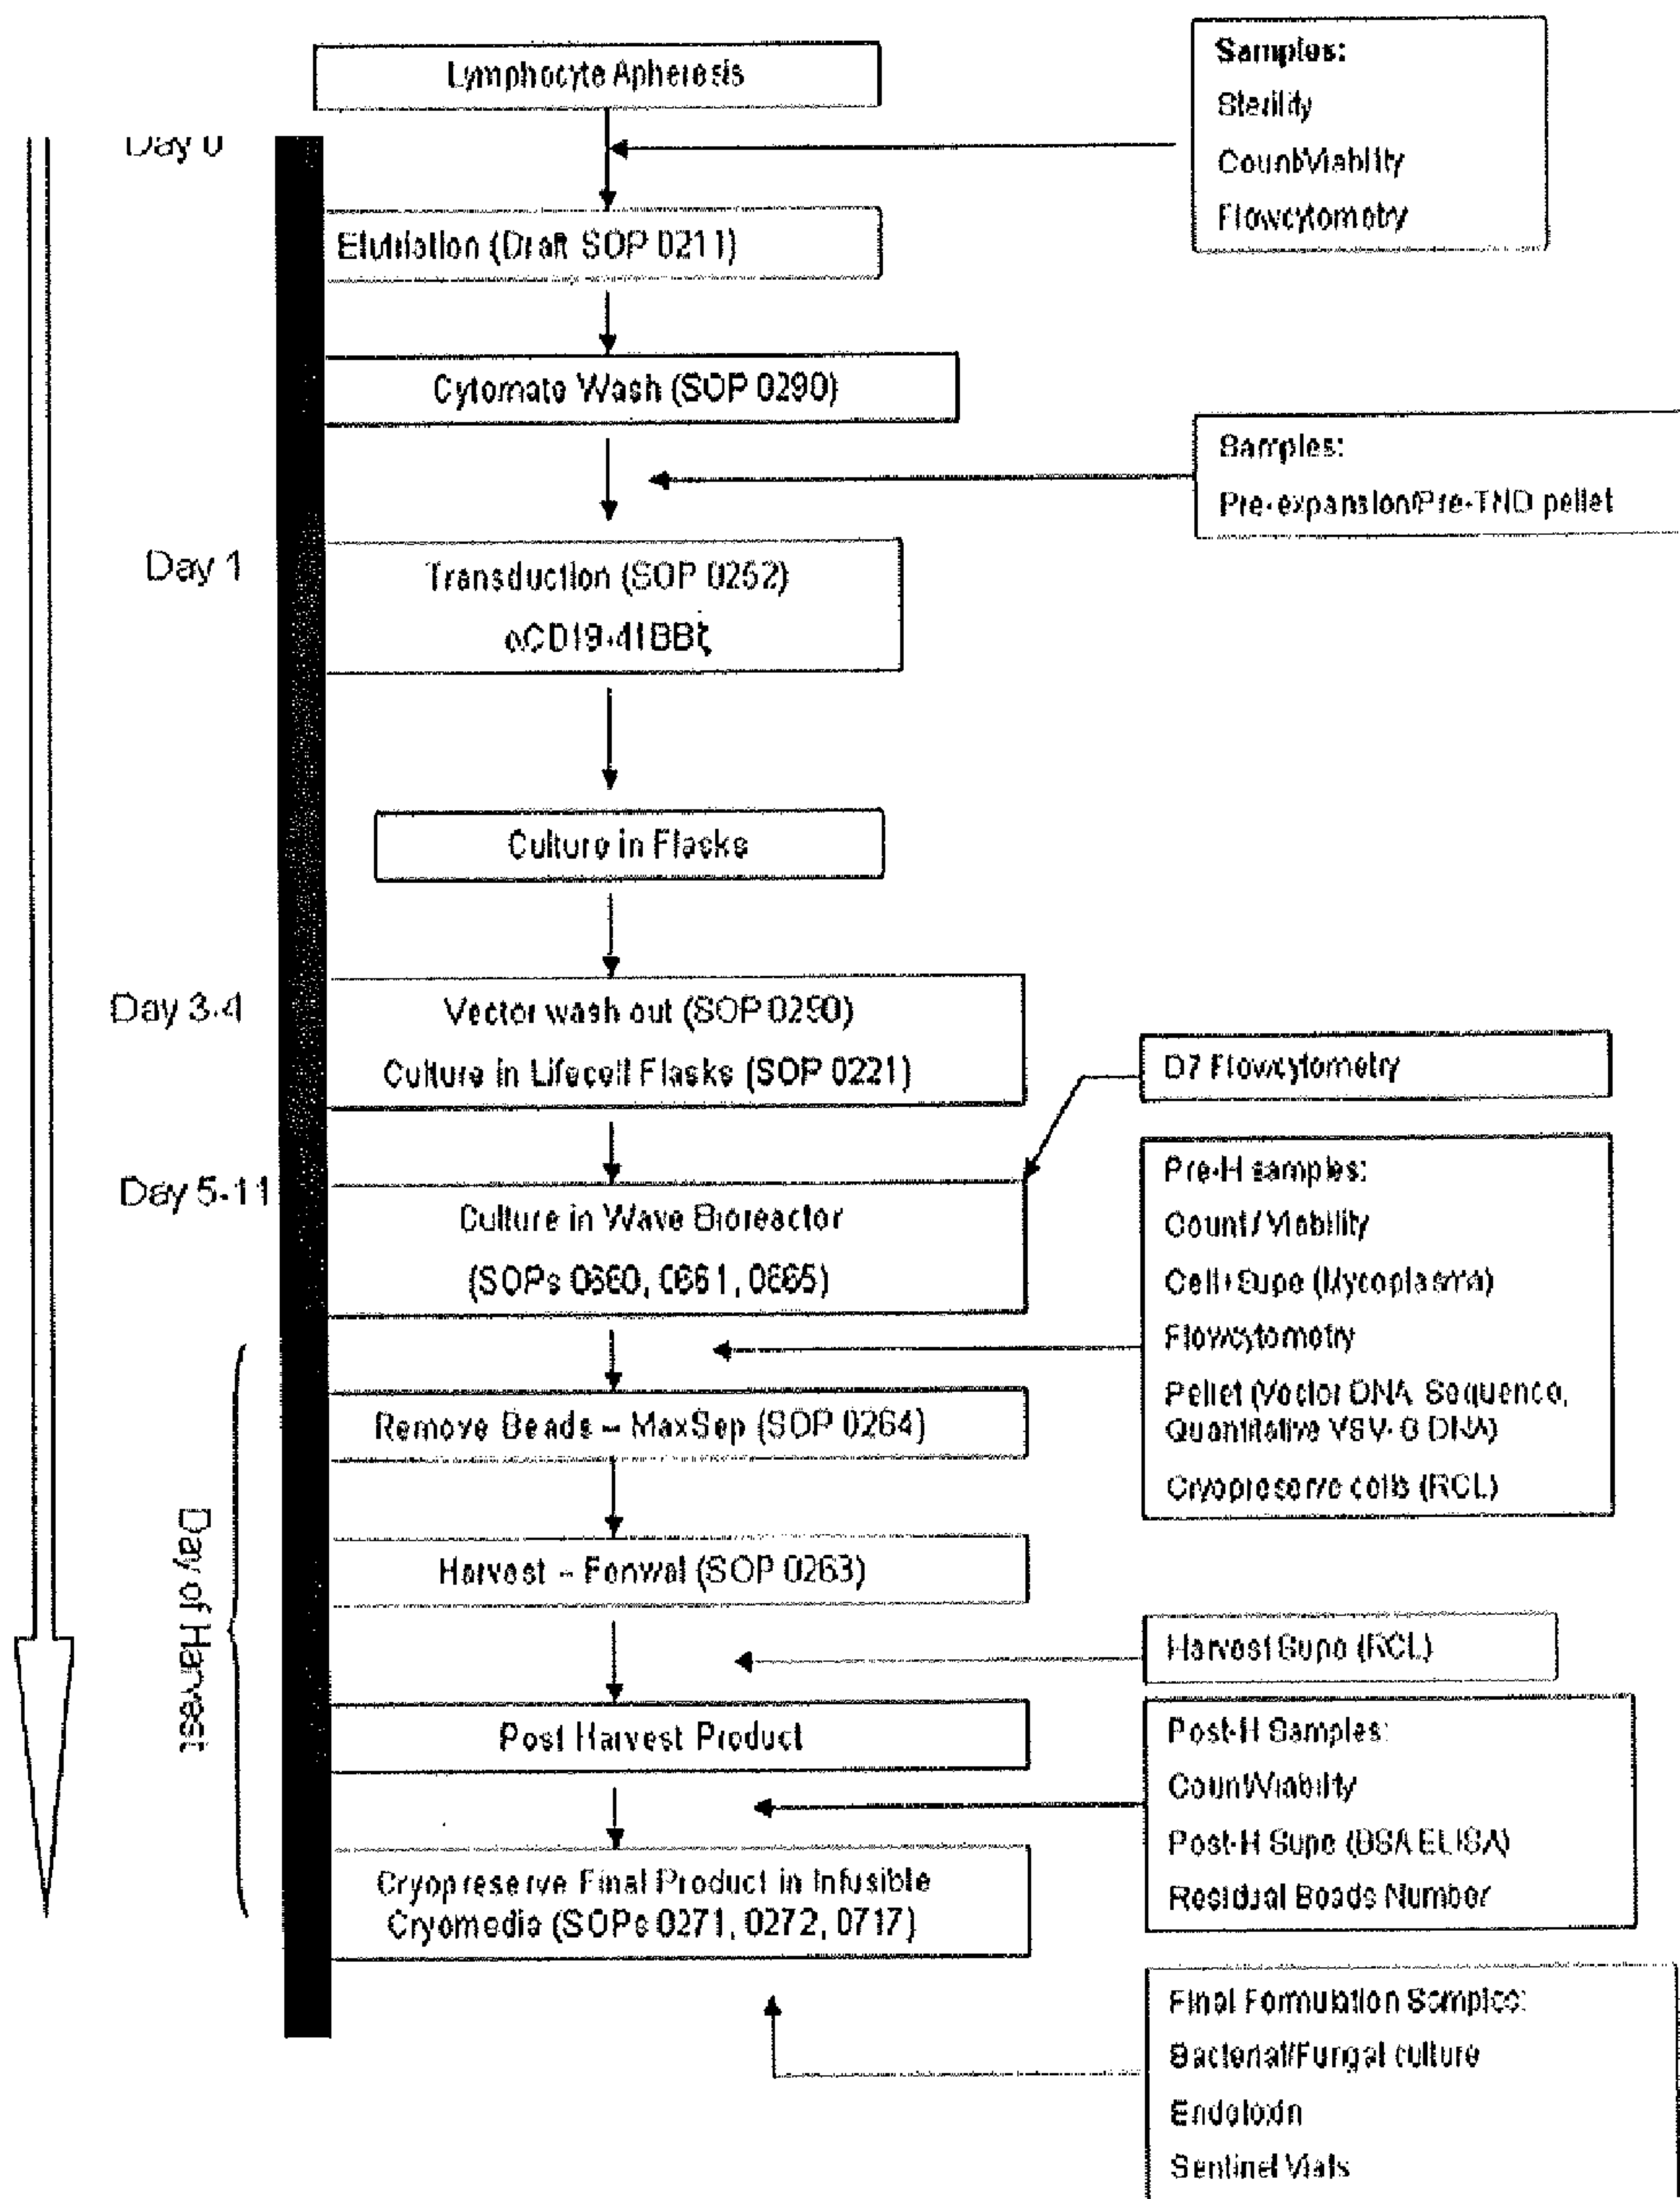 Lymphocyte Apheresis
Samples:
Sterility
Count/Viability
Flowcytometry
Day 0
Elutriation (Draft SOP 0211)
Cytomate Wash (SOP 0290)
Samples:
Pre-expansion/Pre-TND pellet
Day 1
Transduction (SOP 0252)
αCD19-41BBζ
Culture in Flasks
Day 3-4
Vector wash out (SOP 0290)
Culture in Lifecell Flasks (SOP 0221)
D7 Flowcytometry
Day 5-11
Culture in Wave Bioreactor
(SOPs 0660, 0661, 0665)
Pre-H samples:
Count / Viability
Cell+Supe (Mycoplasma)
Flowcytometry
Pellet (Vector DNA Sequence,
Quantitative VSV-G DNA)
Cryopreserve cells (RCL)
Day of Harvest
Remove Beads – MaxSep (SOP 0264)
Harvest – Fenwal (SOP 0263)
Harvest Supe (RCL)
Post Harvest Product
Post-H Samples:
Count/Viability
Post-H Supe (BSA ELISA)
Residual Beads Number
Cryopreserve Final Product in Infusible
Cryomedia (SOPs 0271, 0272, 0717)
Final Formulation Samples:
Bacterial/Fungal culture
Endotoxin
Sentinel Vials